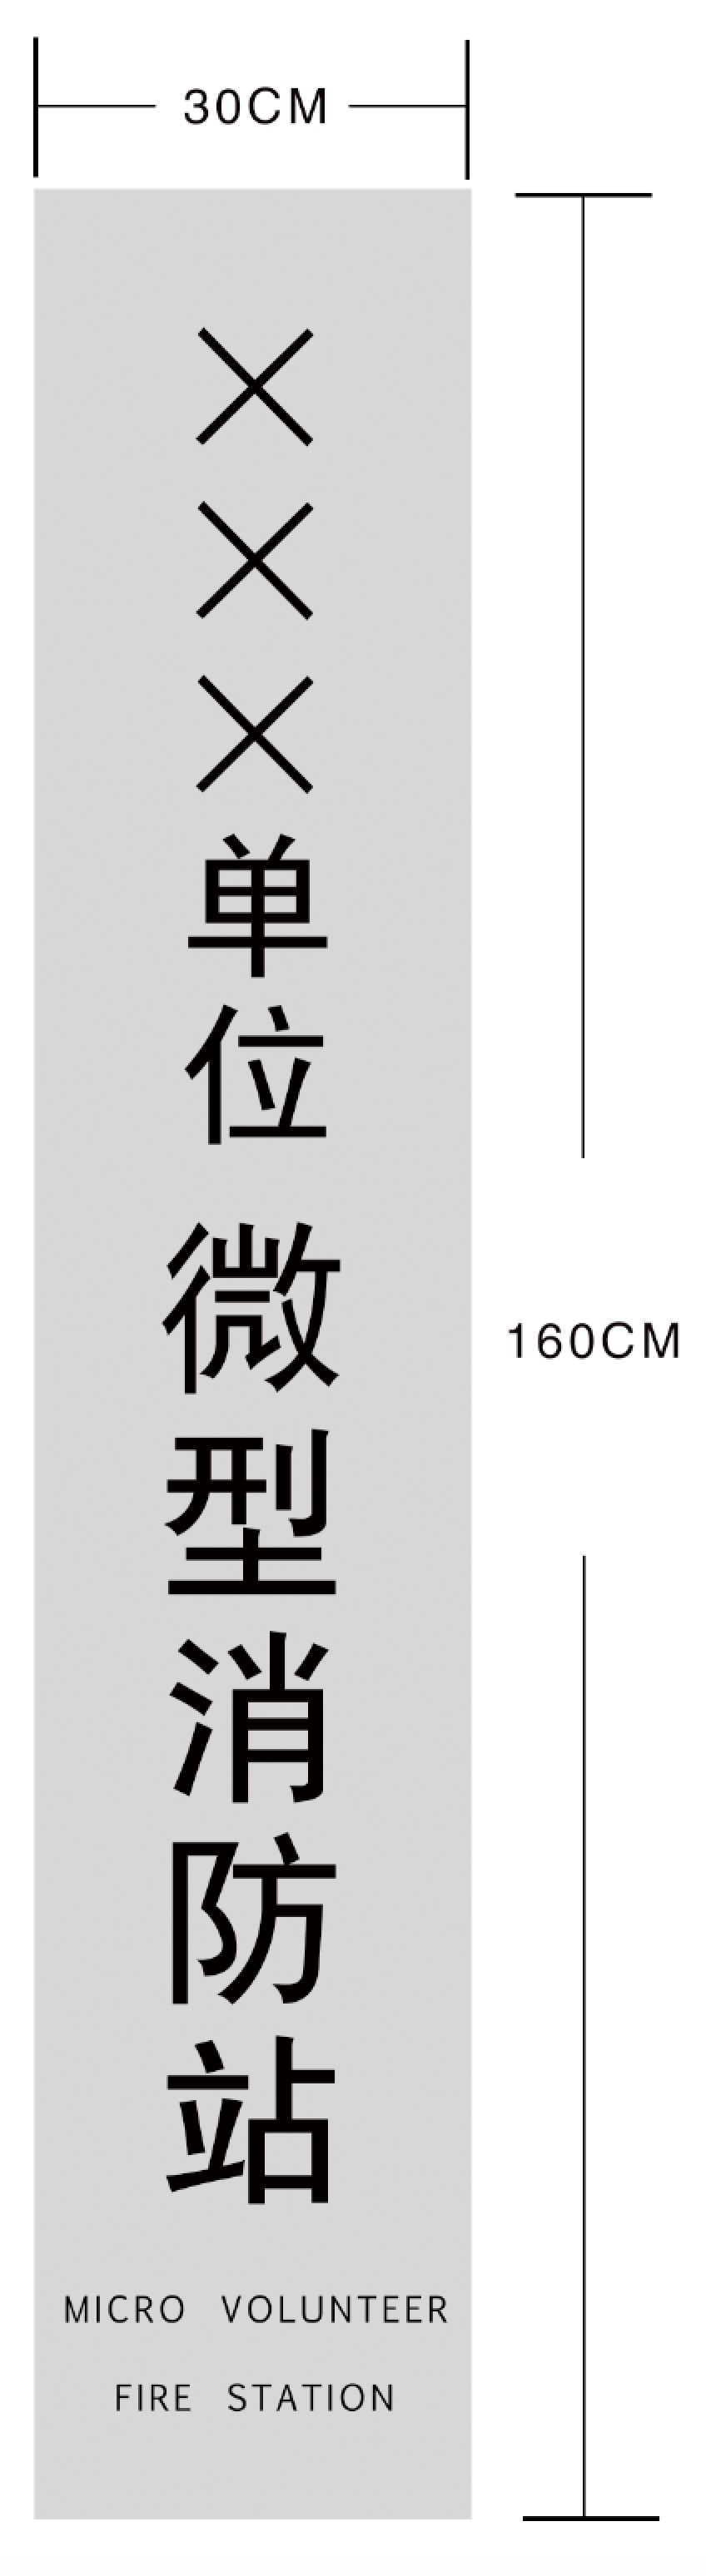 30CM
×××单位
微型消防站
160CM
MICRO VOLUNTEER
FIRE STATION